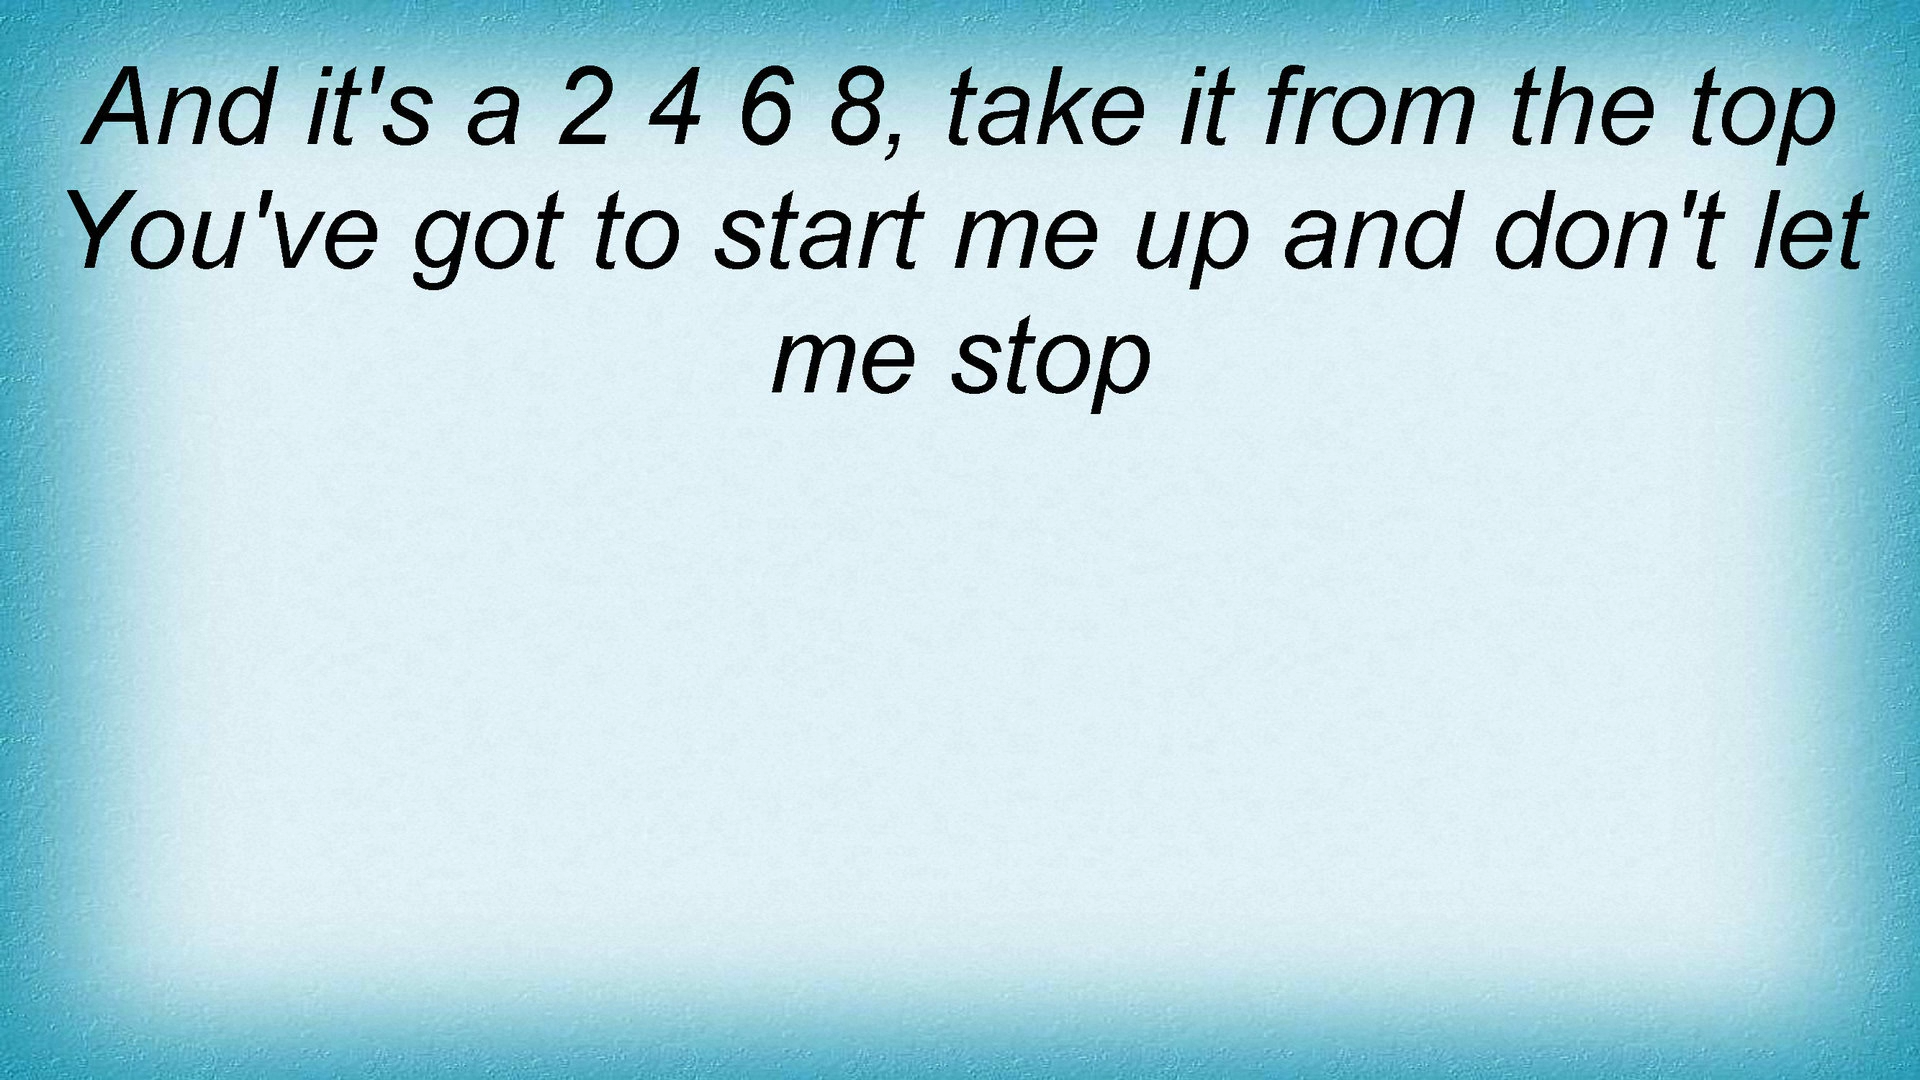 And it's a 2 4 6 8, take it from the top
You've got to start me up and don't let
me stop